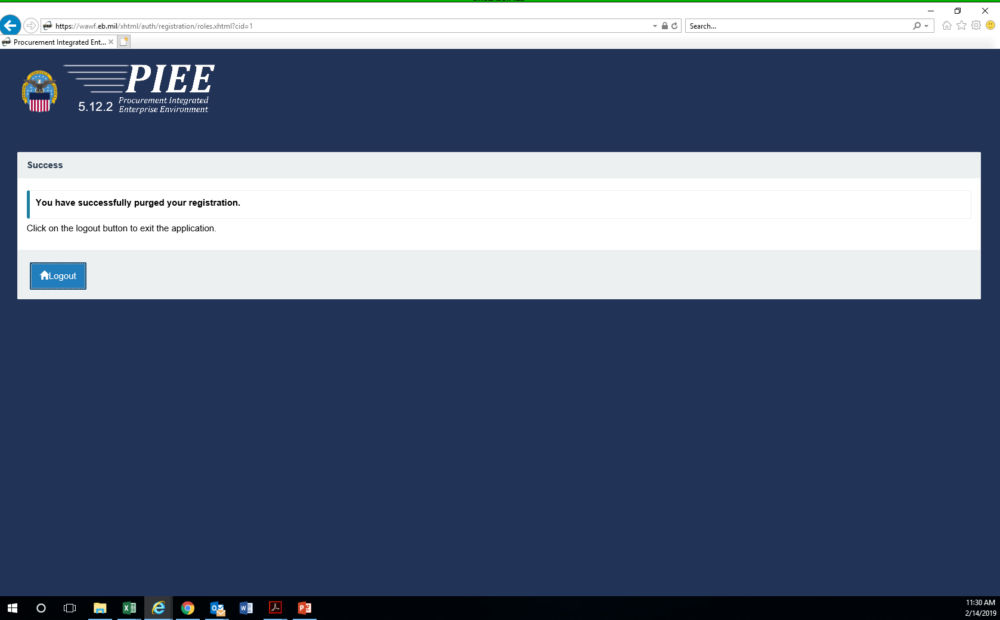 https://wawf.eb.mil/xhtml/auth/registration/roles.xhtml?cid=1
Search...
Procurement Integrated Ent...
PIEE
5.12.2
Procurement Integrated
Enterprise Environment
Success
You have successfully purged your registration.
Click on the logout button to exit the application.
Logout
11:30 AM
2/14/2019